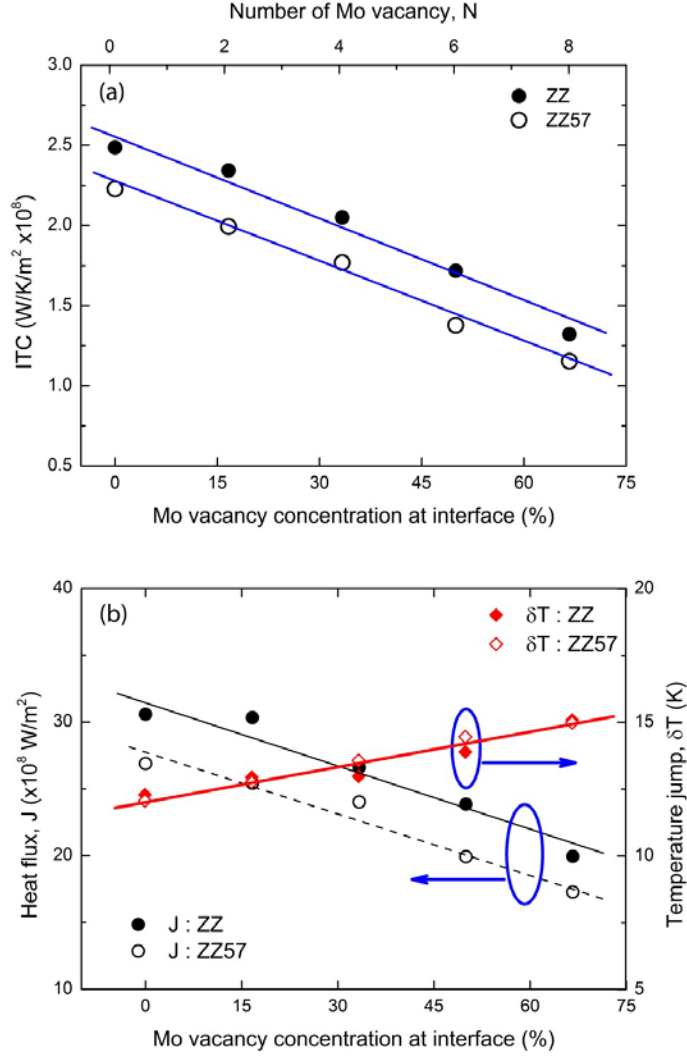 Number of Mo vacancy, N
0 2 4 6 8
(a)
ZZ
ZZ57
3.0
2.5
2.0
1.5
1.0
0.5
ITC (W/K/m² x10⁸)
0 15 30 45 60 75
Mo vacancy concentration at interface (%)
(b)
δT : ZZ
δT : ZZ57
40
30
20
10
Heat flux, J (x10⁸ W/m²)
20
15
10
5
Temperature jump, δT (K)
J : ZZ
J : ZZ57
0 15 30 45 60 75
Mo vacancy concentration at interface (%)